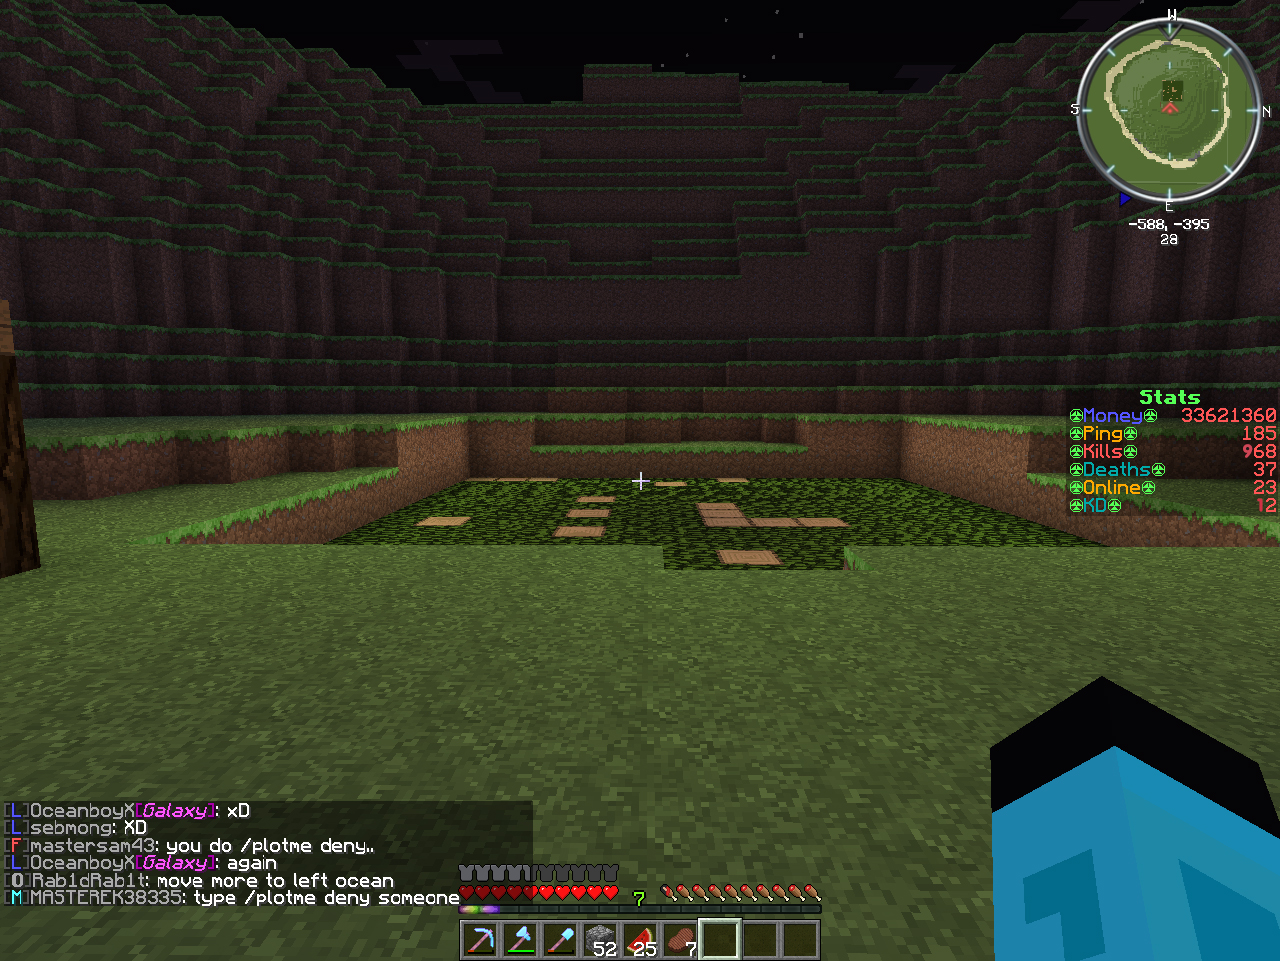 W
S
N
E
-588, -395
28
Stats
Money 33621360
Ping 185
Kills 968
Deaths 37
Online 23
KD 12
[L]OceanboyX[Galaxy]: xD
[L]sebmong: XD
[F]mastersam43: you do /plotme deny..
[L]OceanboyX[Galaxy]: again
[O]Rab1dRab1t: move more to left ocean
[M]MASTEREK38335: type /plotme deny someone
7
52 25 7